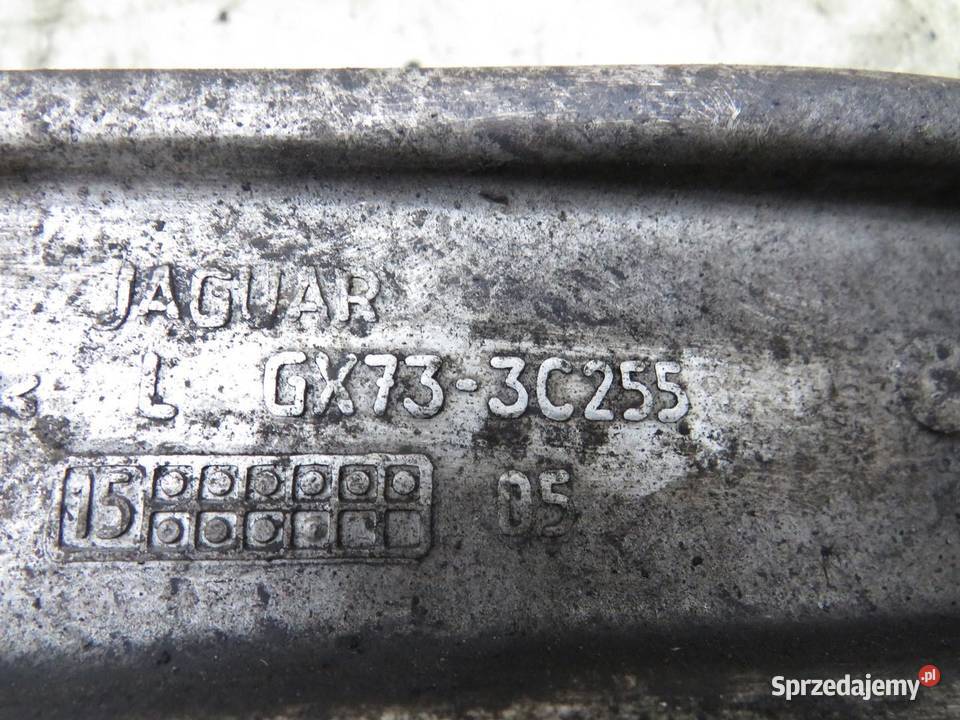 JAGUAR
L GX73-3C255
15 05
Sprzedajemy.pl